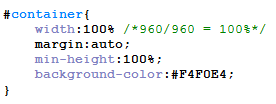 #container{
width:100% /*960/960 = 100%*/
margin:auto;
min-height:100%;
background-color:#F4F0E4;
}